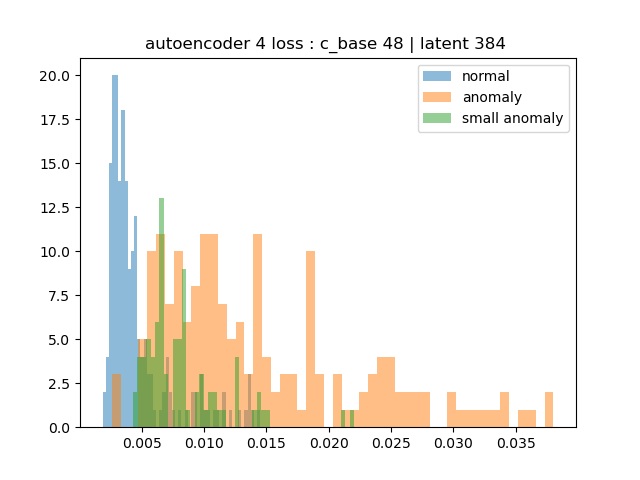 autoencoder 4 loss : c_base 48 | latent 384
normal
anomaly
small anomaly
20.0
17.5
15.0
12.5
10.0
7.5
5.0
2.5
0.0
0.005 0.010 0.015 0.020 0.025 0.030 0.035